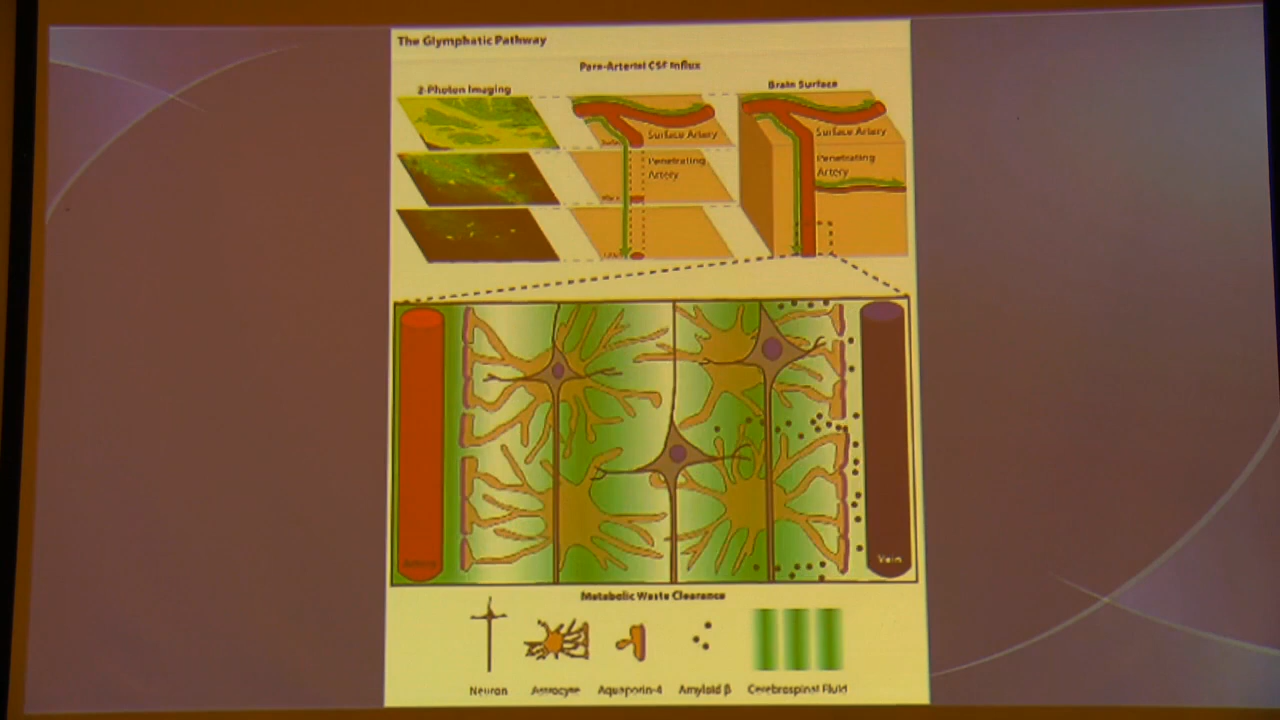 The Glymphatic Pathway
Para-Arterial CSF Influx
2-Photon Imaging
Brain Surface
Surface Artery
Surface Artery
Penetrating
Artery
Penetrating
Artery
Vein
Metabolic Waste Clearance
Neuron
Astrocyte
Aquaporin-4
Amyloid β
Cerebrospinal Fluid